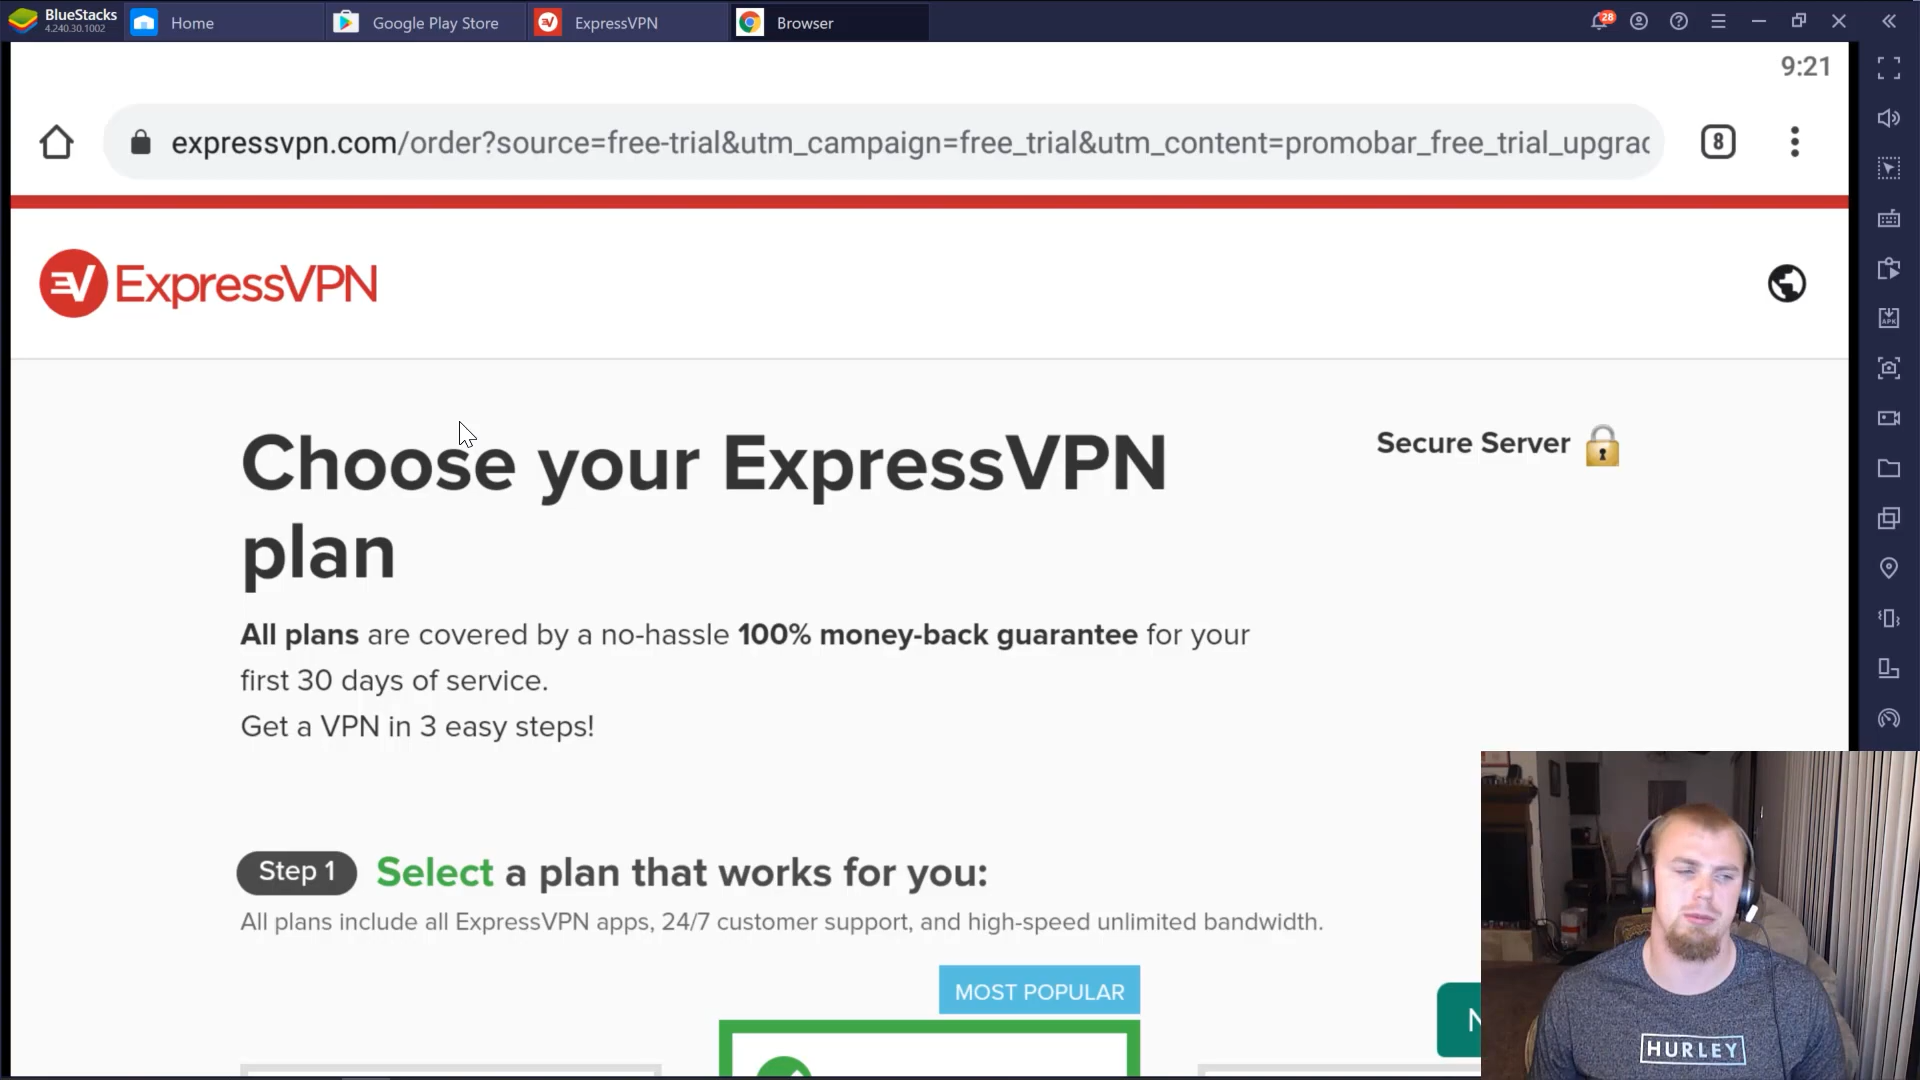 BlueStacks
4.240.30.1002
Home
Google Play Store
ExpressVPN
Browser
28
9:21
expressvpn.com/order?source=free-trial&utm_campaign=free_trial&utm_content=promobar_free_trial_upgrac
8
ExpressVPN
Choose your ExpressVPN
plan
Secure Server
All plans are covered by a no-hassle 100% money-back guarantee for your
first 30 days of service.
Get a VPN in 3 easy steps!
Step 1 Select a plan that works for you:
All plans include all ExpressVPN apps, 24/7 customer support, and high-speed unlimited bandwidth.
MOST POPULAR
HURLEY